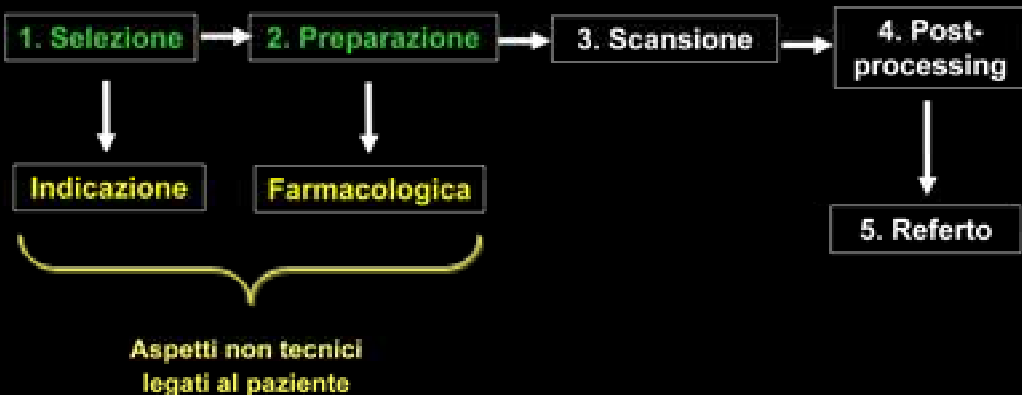 1. Selezione
2. Preparazione
3. Scansione
4. Post-
processing
Indicazione
Farmacologica
5. Referto
Aspetti non tecnici
legati al paziente